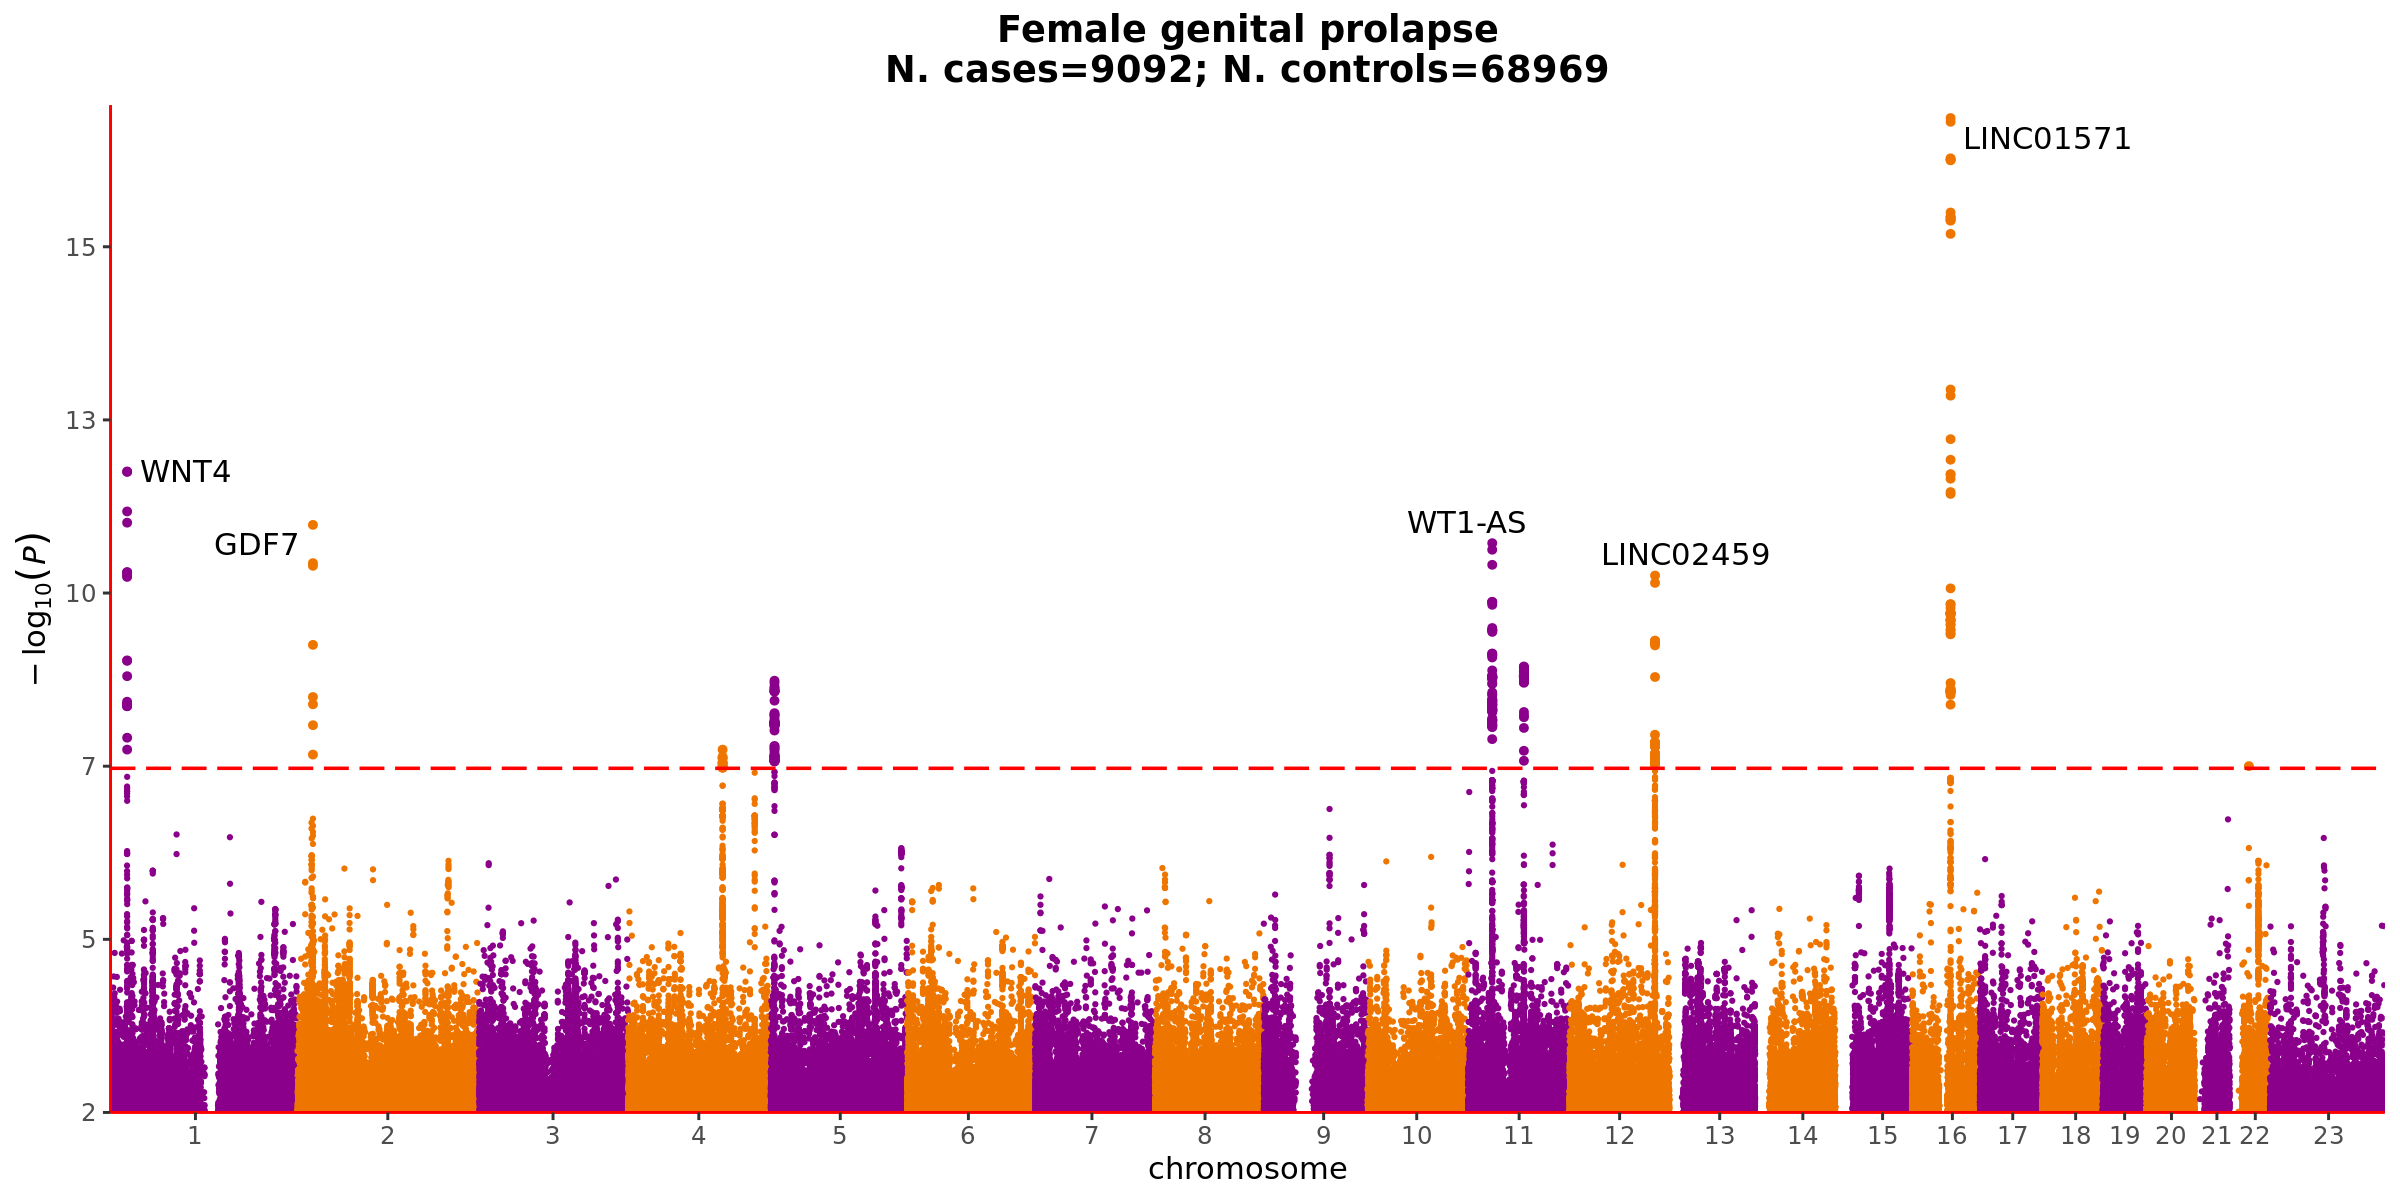 Female genital prolapse
N. cases=9092; N. controls=68969
LINC01571
15
13
WNT4
WT1-AS
GDF7
LINC02459
10
7
5
2
−log10(P)
1 2 3 4 5 6 7 8 9 10 11 12 13 14 15 16 17 18 19 20 21 22 23
chromosome